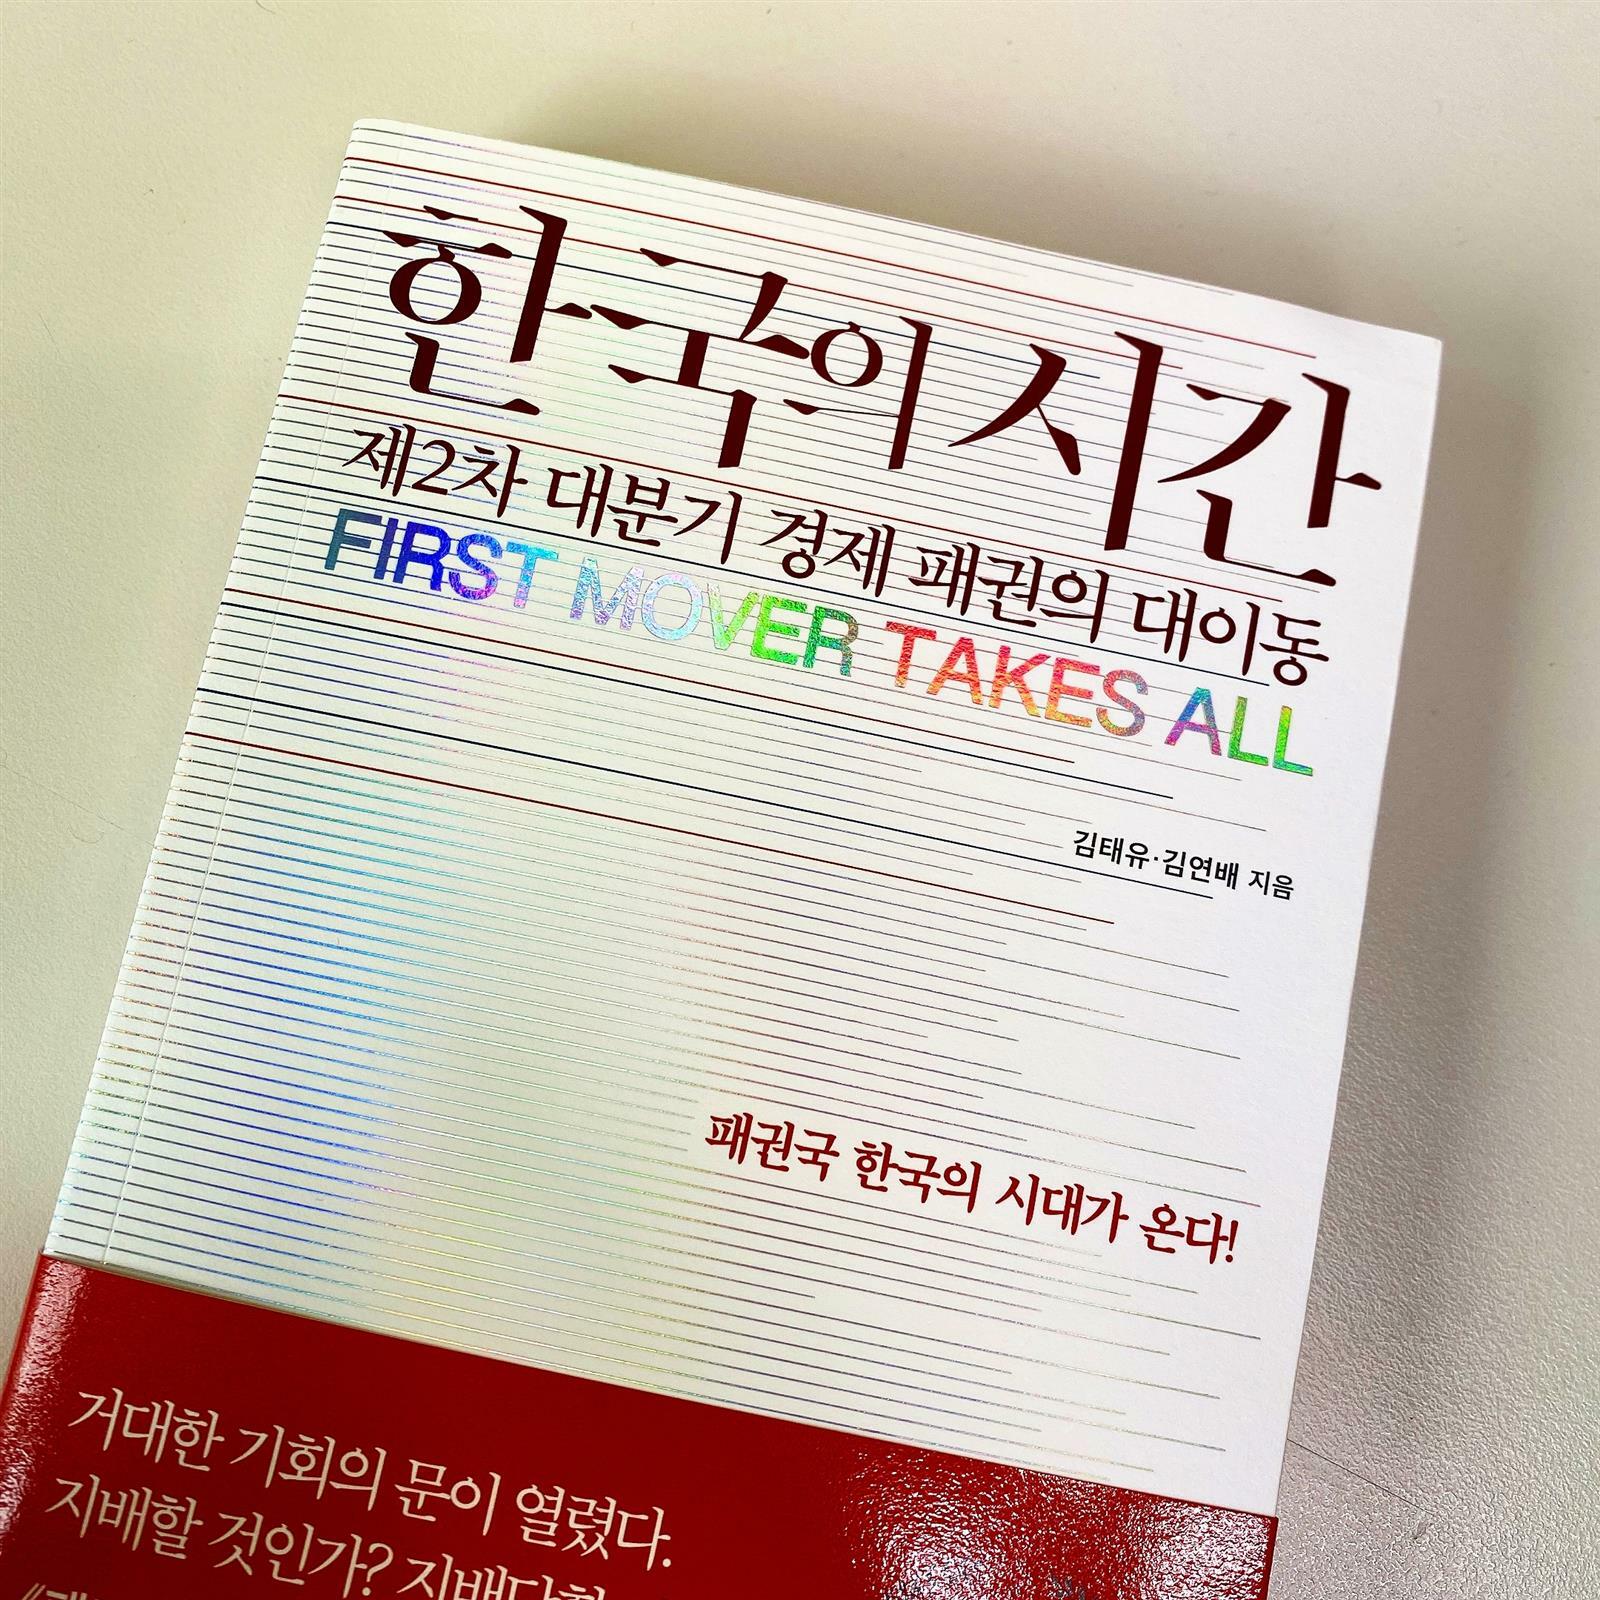 한국의 시간
제2차 대분기 경제 패권의 대이동
FIRST MOVER TAKES ALL
김태유·김연배 지음
패권국 한국의 시대가 온다!
거대한 기회의 문이 열렸다.
지배할 것인가?